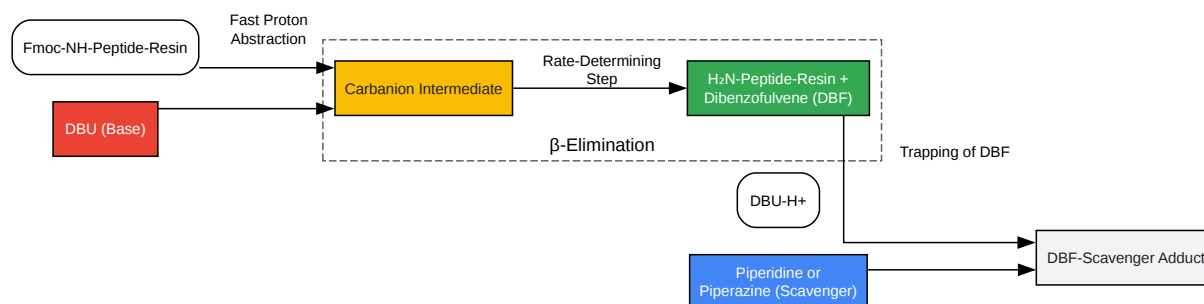 Fast Proton
Abstraction
Fmoc-NH-Peptide-Resin
DBU (Base)
Carbanion Intermediate
Rate-Determining
Step
H₂N-Peptide-Resin +
Dibenzofulvene (DBF)
β-Elimination
Trapping of DBF
DBU-H+
Piperidine or
Piperazine (Scavenger)
DBF-Scavenger Adduct